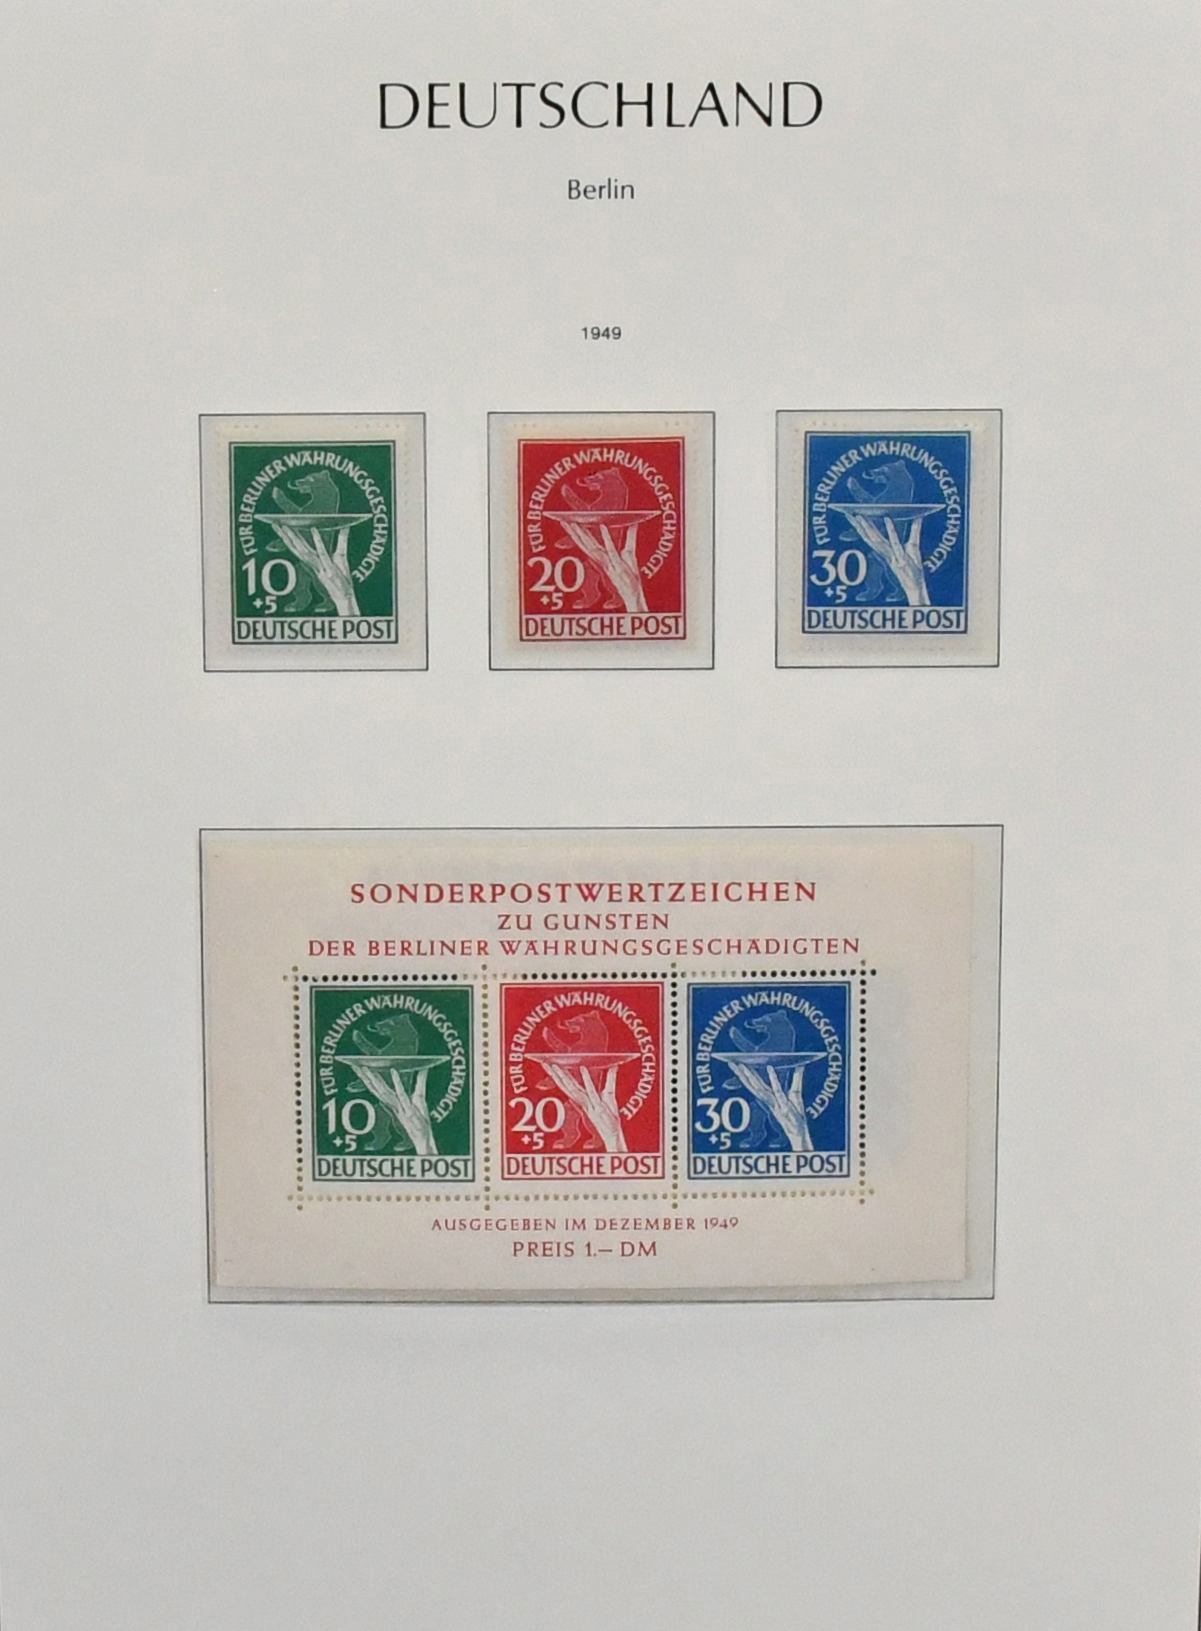 DEUTSCHLAND
Berlin
1949
FÜR BERLINER WÄHRUNGSGESCHÄDIGTE
10
+5
DEUTSCHE POST
FÜR BERLINER WÄHRUNGSGESCHÄDIGTE
20
+5
DEUTSCHE POST
FÜR BERLINER WÄHRUNGSGESCHÄDIGTE
30
+5
DEUTSCHE POST
SONDERPOSTWERTZEICHEN
ZU GUNSTEN
DER BERLINER WÄHRUNGSGESCHÄDIGTEN
FÜR BERLINER WÄHRUNGSGESCHÄDIGTE
10
+5
DEUTSCHE POST
FÜR BERLINER WÄHRUNGSGESCHÄDIGTE
20
+5
DEUTSCHE POST
FÜR BERLINER WÄHRUNGSGESCHÄDIGTE
30
+5
DEUTSCHE POST
AUSGEGEBEN IM DEZEMBER 1949
PREIS 1.— DM